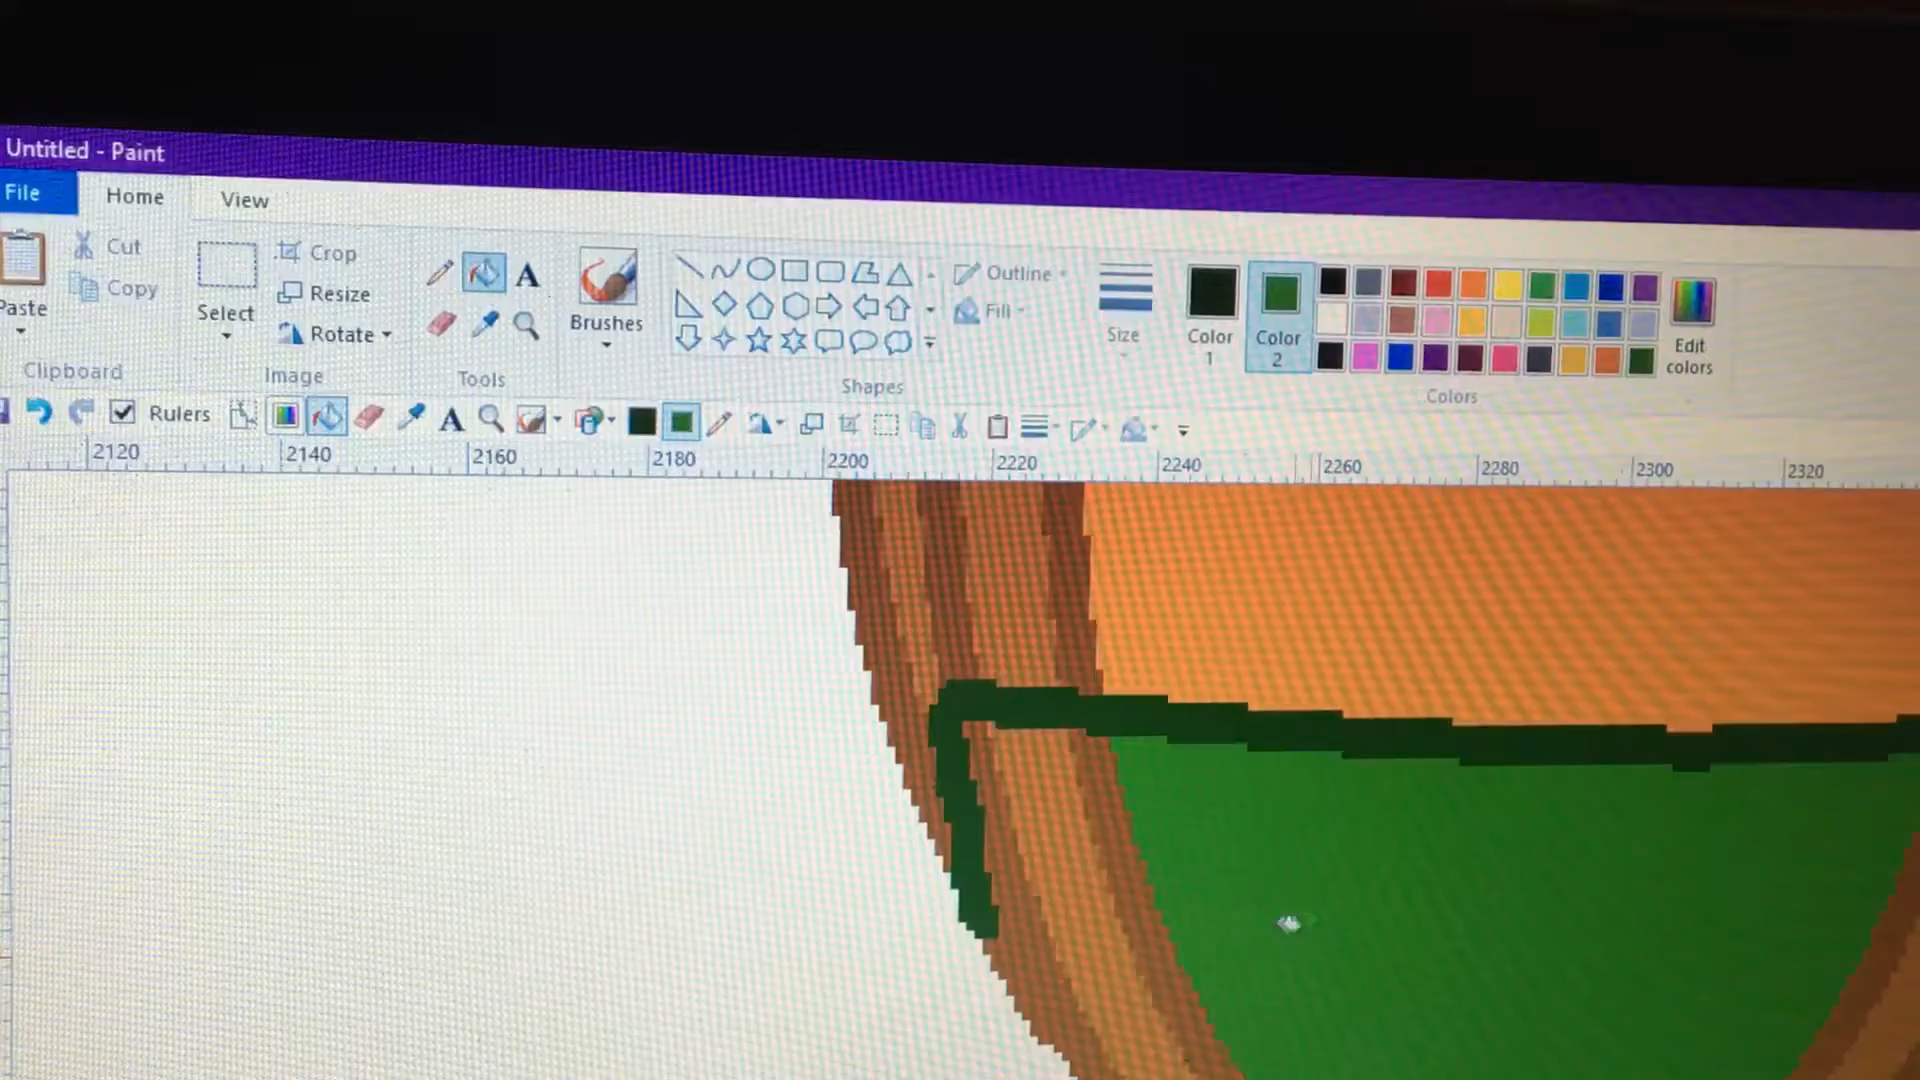 Untitled - Paint
File Home View
Paste Cut Copy
Clipboard
Select Crop Resize Rotate
Image
A
Tools
Brushes
Shapes
Outline Fill
Size
Color 1
Color 2
Colors
Edit colors
Rulers A
2120 2140 2160 2180 2200 2220 2240 2260 2280 2300 2320